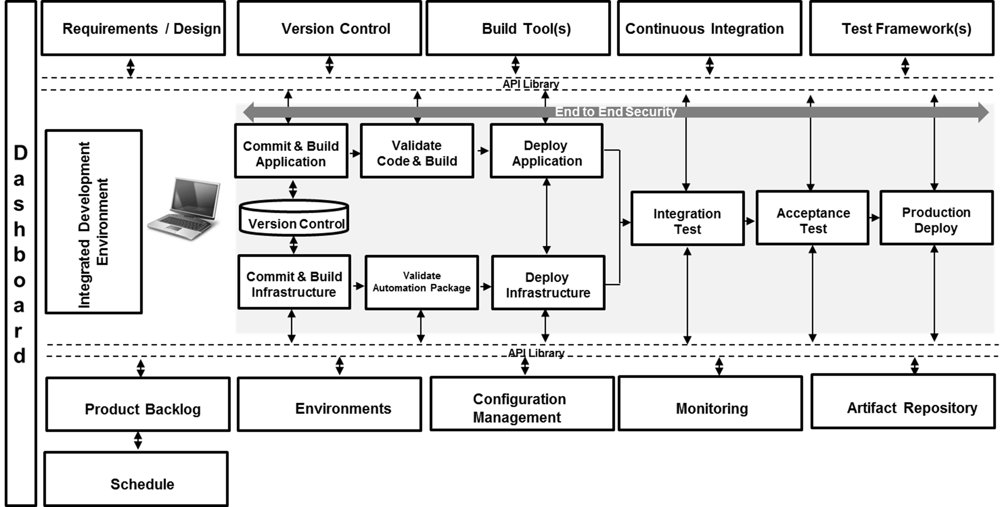 Dashboard
Requirements / Design
Version Control
Build Tool(s)
Continuous Integration
Test Framework(s)
API Library
End to End Security
Integrated Development
Environment
Commit & Build
Application
Validate
Code & Build
Deploy
Application
Version Control
Integration
Test
Acceptance
Test
Production
Deploy
Commit & Build
Infrastructure
Validate
Automation Package
Deploy
Infrastructure
API Library
Product Backlog
Environments
Configuration
Management
Monitoring
Artifact Repository
Schedule